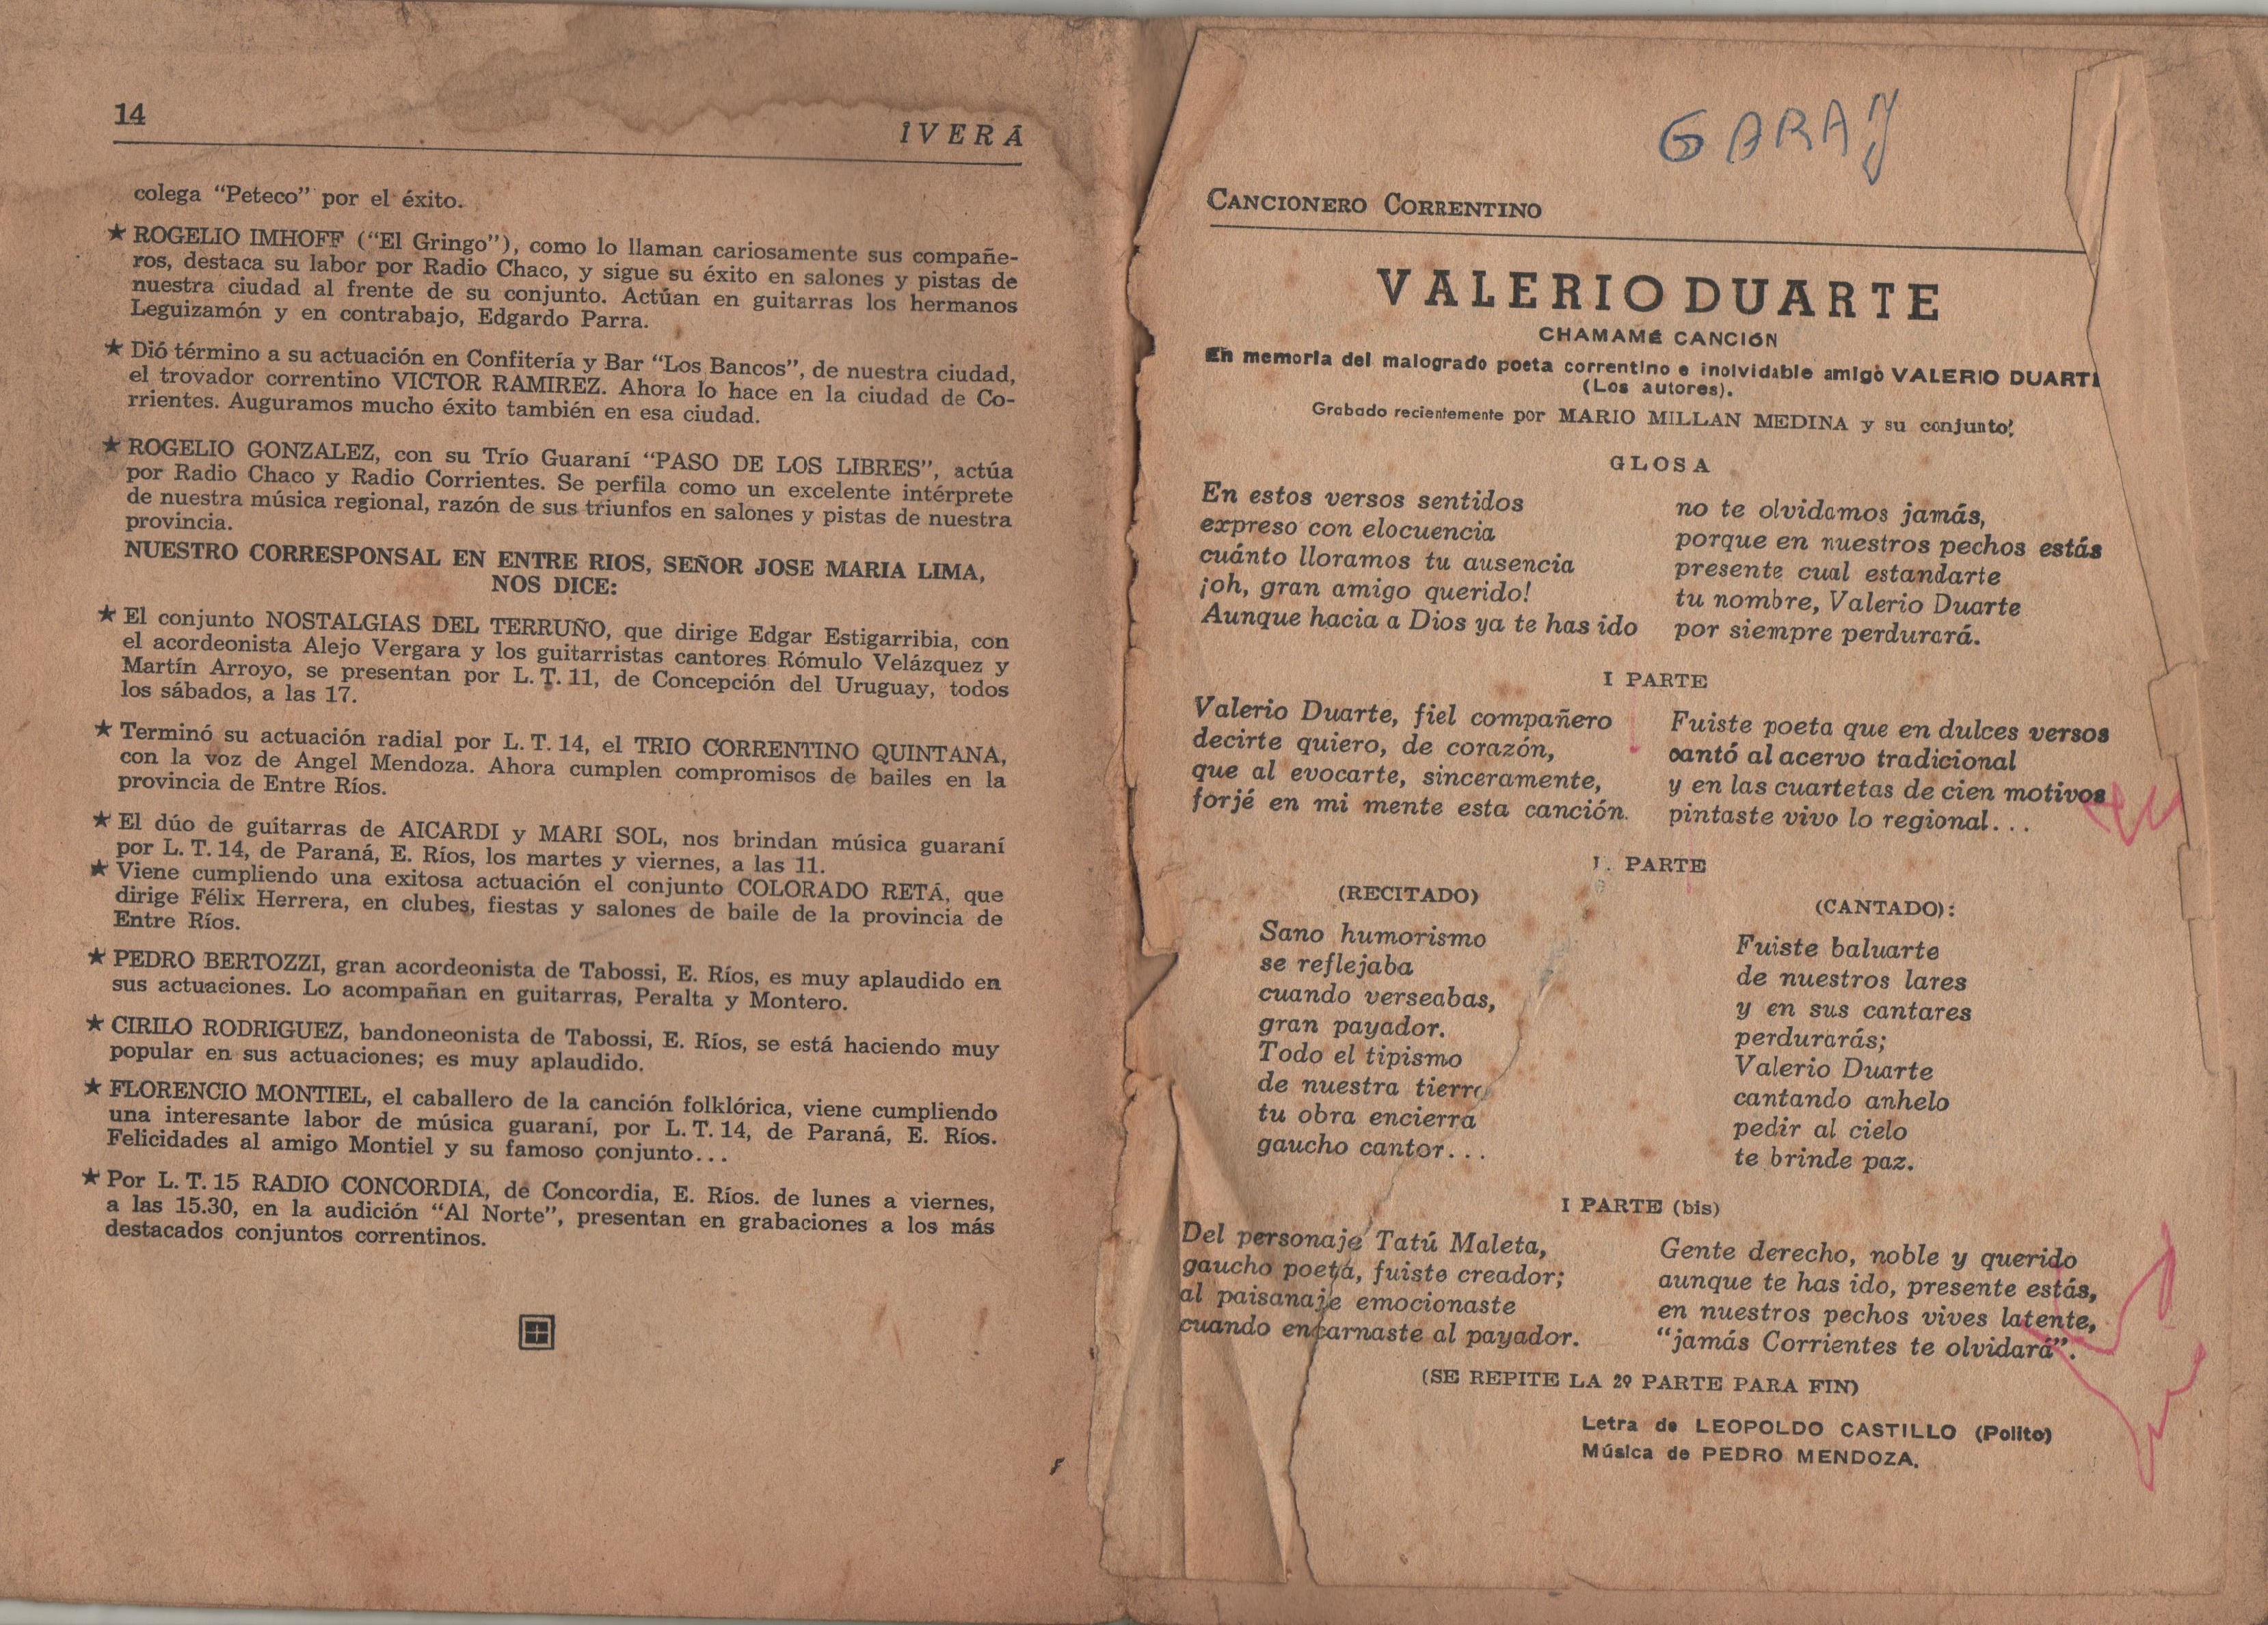 14
ÎVERÁ
colega "Peteco" por el éxito.
★ ROGELIO IMHOFF ("El Gringo"), como lo llaman cariosamente sus compañe-
ros, destaca su labor por Radio Chaco, y sigue su éxito en salones y pistas de
nuestra ciudad al frente de su conjunto. Actúan en guitarras los hermanos
Leguizamón y en contrabajo, Edgardo Parra.
★ Dió término a su actuación en Confitería y Bar "Los Bancos", de nuestra ciudad,
el trovador correntino VICTOR RAMIREZ. Ahora lo hace en la ciudad de Co-
rrientes. Auguramos mucho éxito también en esa ciudad.
★ ROGELIO GONZALEZ, con su Trío Guaraní "PASO DE LOS LIBRES", actúa
por Radio Chaco y Radio Corrientes. Se perfila como un excelente intérprete
de nuestra música regional, razón de sus triunfos en salones y pistas de nuestra
provincia.
NUESTRO CORRESPONSAL EN ENTRE RIOS, SEÑOR JOSE MARIA LIMA,
NOS DICE:
★ El conjunto NOSTALGIAS DEL TERRUÑO, que dirige Edgar Estigarribia, con
el acordeonista Alejo Vergara y los guitarristas cantores Rómulo Velázquez y
Martín Arroyo, se presentan por L. T. 11, de Concepción del Uruguay, todos
los sábados, a las 17.
★ Terminó su actuación radial por L. T. 14, el TRIO CORRENTINO QUINTANA,
con la voz de Angel Mendoza. Ahora cumplen compromisos de bailes en la
provincia de Entre Ríos.
★ El dúo de guitarras de AICARDI y MARI SOL, nos brindan música guaraní
por L. T. 14, de Paraná, E. Ríos, los martes y viernes, a las 11.
★ Viene cumpliendo una exitosa actuación el conjunto COLORADO RETÁ, que
dirige Félix Herrera, en clubes, fiestas y salones de baile de la provincia de
Entre Ríos.
★ PEDRO BERTOZZI, gran acordeonista de Tabossi, E. Ríos, es muy aplaudido en
sus actuaciones. Lo acompañan en guitarras, Peralta y Montero.
★ CIRILO RODRIGUEZ, bandoneonista de Tabossi, E. Ríos, se está haciendo muy
popular en sus actuaciones; es muy aplaudido.
★ FLORENCIO MONTIEL, el caballero de la canción folklórica, viene cumpliendo
una interesante labor de música guaraní, por L. T. 14, de Paraná, E. Ríos.
Felicidades al amigo Montiel y su famoso conjunto...
★ Por L. T. 15 RADIO CONCORDIA, de Concordia, E. Ríos. de lunes a viernes,
a las 15.30, en la audición "Al Norte", presentan en grabaciones a los más
destacados conjuntos correntinos.
GARAY
CANCIONERO CORRENTINO
VALERIO DUARTE
CHAMAMÉ CANCIÓN
En memoria del malogrado poeta correntino e inolvidable amigo VALERIO DUARTE
(Los autores).
Grabado recientemente por MARIO MILLAN MEDINA y su conjunto.
GLOSA
En estos versos sentidos
expreso con elocuencia
cuánto lloramos tu ausencia
¡oh, gran amigo querido!
Aunque hacia a Dios ya te has ido
no te olvidamos jamás,
porque en nuestros pechos estás
presente cual estandarte
tu nombre, Valerio Duarte
por siempre perdurará.
I PARTE
Valerio Duarte, fiel compañero
decirte quiero, de corazón,
que al evocarte, sinceramente,
forjé en mi mente esta canción.
Fuiste poeta que en dulces versos
cantó al acervo tradicional
y en las cuartetas de cien motivos
pintaste vivo lo regional...
I. PARTE
(RECITADO)
Sano humorismo
se reflejaba
cuando verseabas,
gran payador.
Todo el tipismo
de nuestra tierra
tu obra encierra
gaucho cantor...
(CANTADO):
Fuiste baluarte
de nuestros lares
y en sus cantares
perdurarás;
Valerio Duarte
cantando anhelo
pedir al cielo
te brinde paz.
I PARTE (bis)
Del personaje Tatú Maleta,
gaucho poeta, fuiste creador;
al paisanaje emocionaste
cuando encarnaste al payador.
Gente derecho, noble y querido
aunque te has ido, presente estás,
en nuestros pechos vives latente,
"jamás Corrientes te olvidará".
(SE REPITE LA 2º PARTE PARA FIN)
Letra de LEOPOLDO CASTILLO (Polito)
Música de PEDRO MENDOZA.